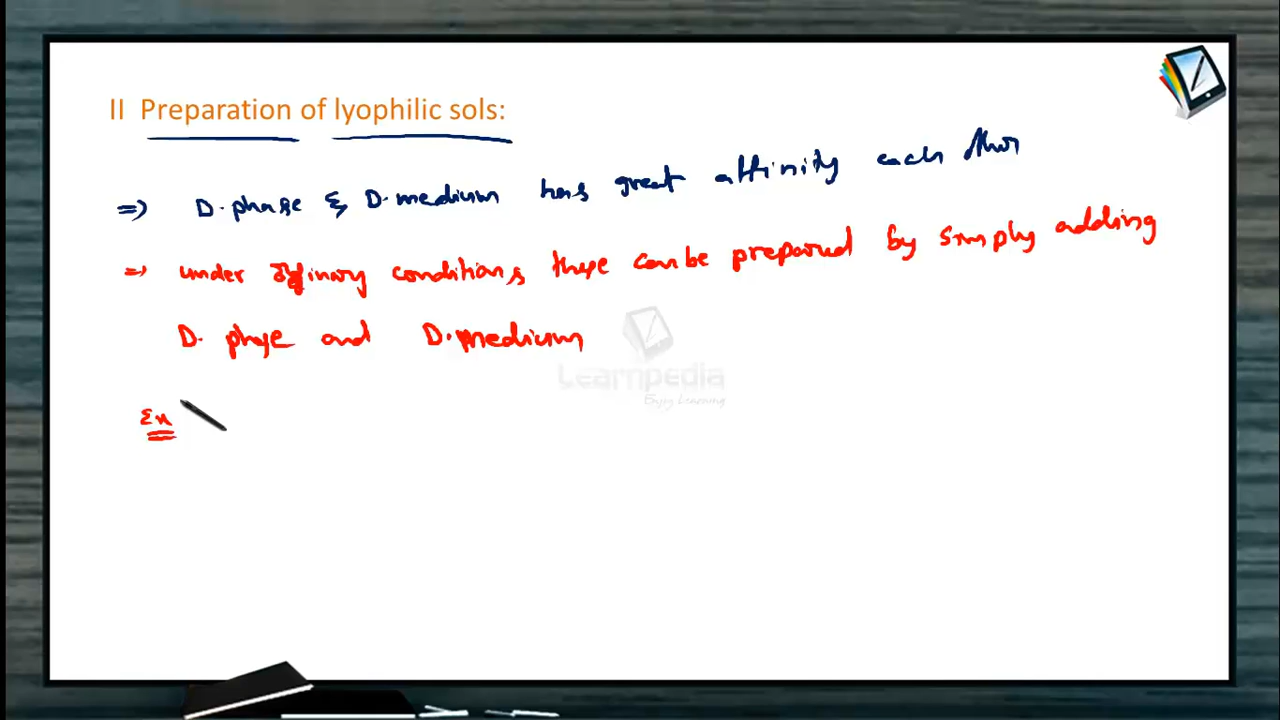 II Preparation of lyophilic sols:
=> D.phase & D.medium has great affinity each other
=> under ordinary conditions these can be prepared by simply adding
D. phase and D.medium
Learnpedia
Enjoy Learning
Ex